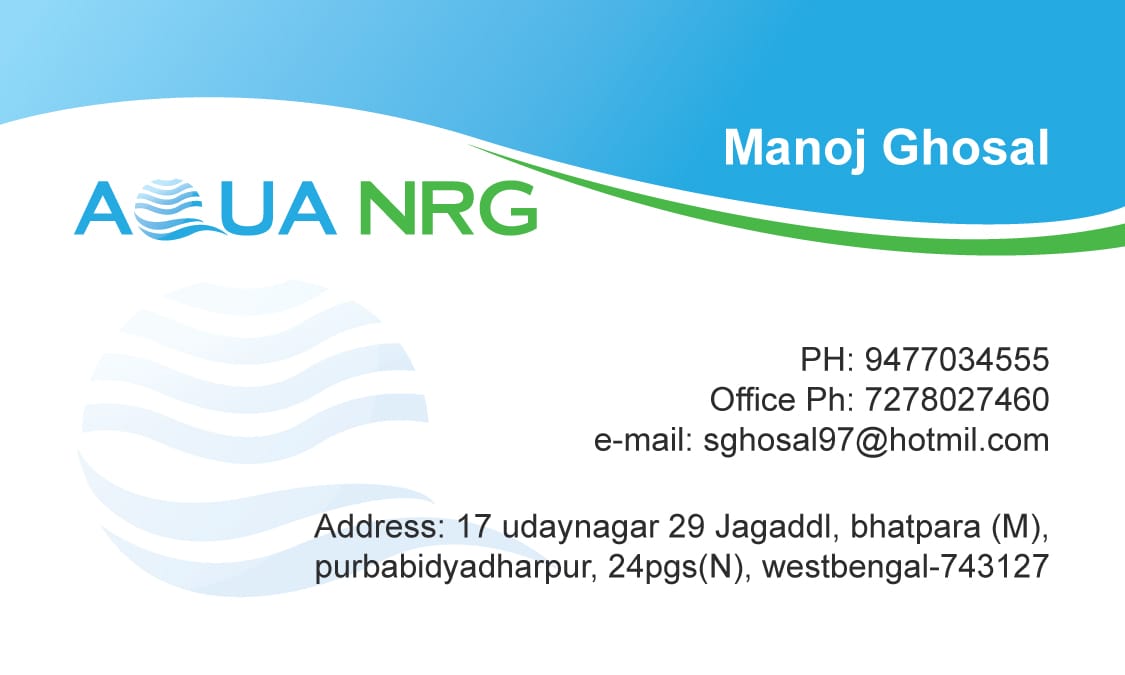 Manoj Ghosal
AQUA NRG
PH: 9477034555
Office Ph: 7278027460
e-mail: sghosal97@hotmil.com
Address: 17 udaynagar 29 Jagaddl, bhatpara (M),
purbabidyadharpur, 24pgs(N), westbengal-743127